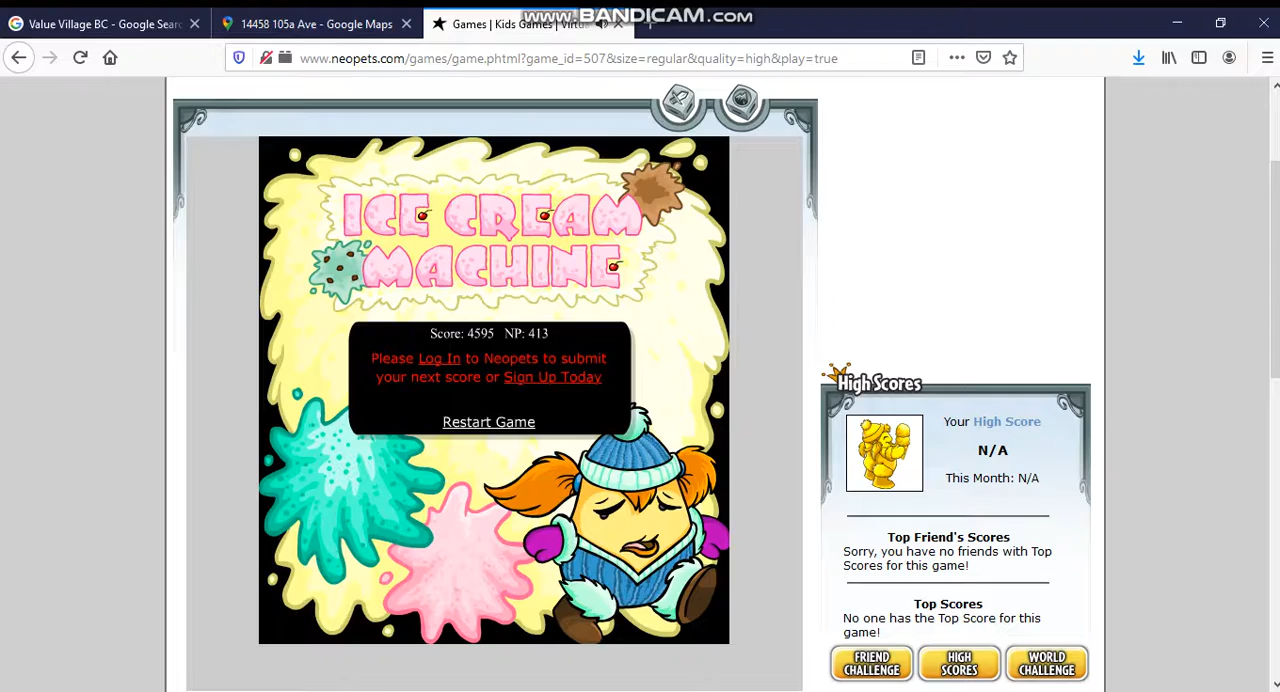 www.BANDICAM.com
Value Village BC - Google Sear
14458 105a Ave - Google Maps
Games | Kids Games | Virtu
www.neopets.com/games/game.phtml?game_id=507&size=regular&quality=high&play=true
ICE CREAM
MACHINE
Score: 4595 NP: 413
Please Log In to Neopets to submit
your next score or Sign Up Today
Restart Game
High Scores
Your High Score
N/A
This Month: N/A
Top Friend's Scores
Sorry, you have no friends with Top
Scores for this game!
Top Scores
No one has the Top Score for this
game!
FRIEND
CHALLENGE
HIGH
SCORES
WORLD
CHALLENGE